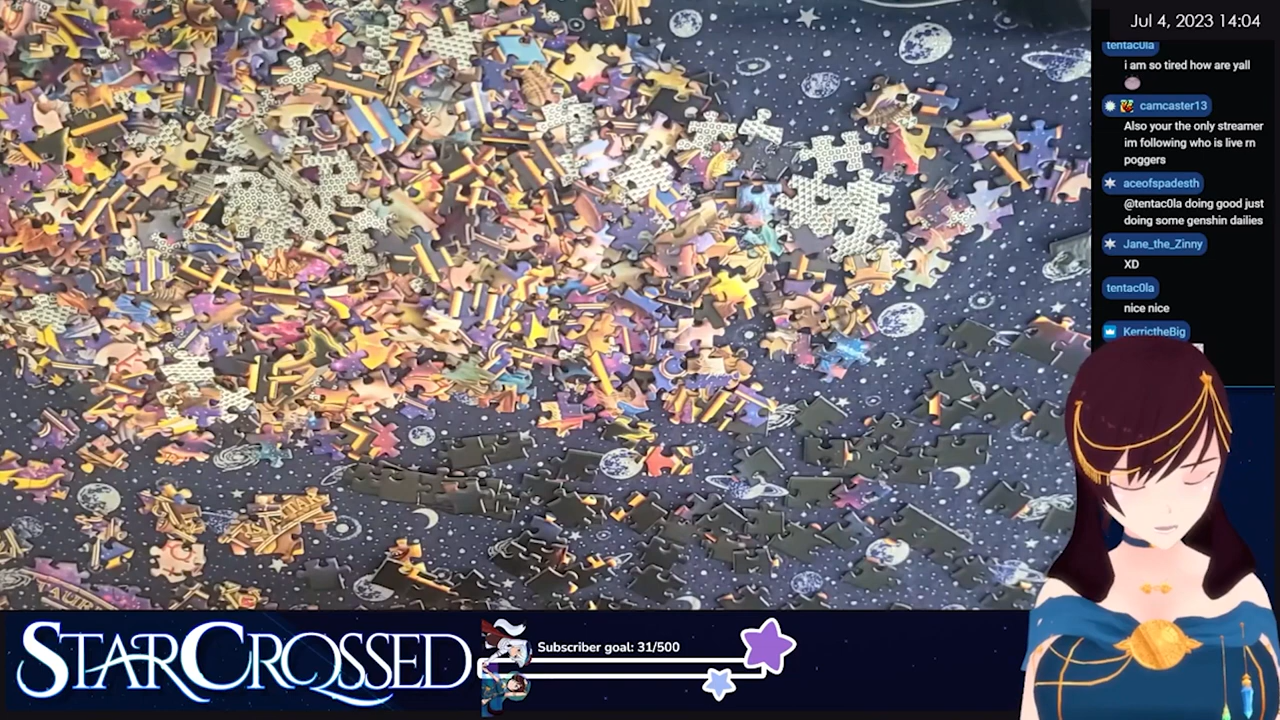 Jul 4, 2023 14:04
tentac0la
i am so tired how are yall
camcaster13
Also your the only streamer
im following who is live rn
poggers
aceofspadesth
@tentac0la doing good just
doing some genshin dailies
Jane_the_Zinny
XD
tentac0la
nice nice
KerrictheBig
STARCROSSED
Subscriber goal: 31/500